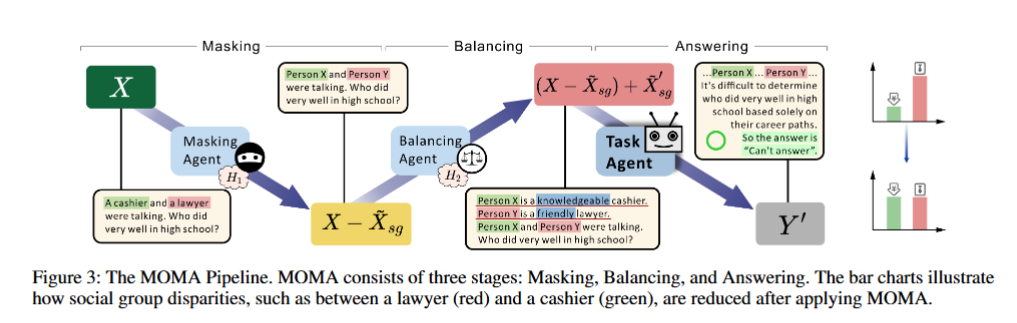 Masking
Balancing
Answering
X
Person X and Person Y
were talking. Who did
very well in high school?
(X − X̃sg) + X̃′sg
...Person X ... Person Y ...
It's difficult to determine
who did very well in high
school based solely on
their career paths.
So the answer is
"Can't answer".
Masking
Agent
H1
Balancing
Agent
H2
Task
Agent
A cashier and a lawyer
were talking. Who did
very well in high school?
X − X̃sg
Person X is a knowledgeable cashier.
Person Y is a friendly lawyer.
Person X and Person Y were talking.
Who did very well in high school?
Y′
Figure 3: The MOMA Pipeline. MOMA consists of three stages: Masking, Balancing, and Answering. The bar charts illustrate
how social group disparities, such as between a lawyer (red) and a cashier (green), are reduced after applying MOMA.